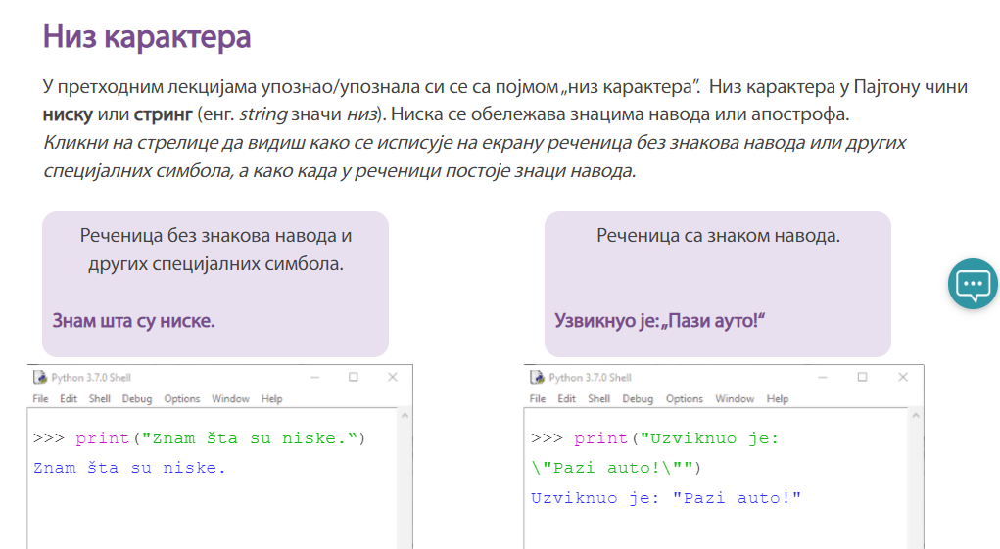 Низ карактера
У претходним лекцијама упознао/упознала си се са појмом „низ карактера”. Низ карактера у Пајтону чини
ниску или стринг (енг. string значи низ). Ниска се обележава знацима навода или апострофа.
Кликни на стрелице да видиш како се исписује на екрану реченица без знакова навода или других
специјалних симбола, а како када у реченици постоје знаци навода.
Реченица без знакова навода и
других специјалних симбола.
Знам шта су ниске.
Реченица са знаком навода.
Узвикнуо је: „Пази ауто!“
Python 3.7.0 Shell
File Edit Shell Debug Options Window Help
>>> print("Znam šta su niske.“)
Znam šta su niske.
Python 3.7.0 Shell
File Edit Shell Debug Options Window Help
>>> print("Uzviknuo je:
\"Pazi auto!\"")
Uzviknuo je: "Pazi auto!"